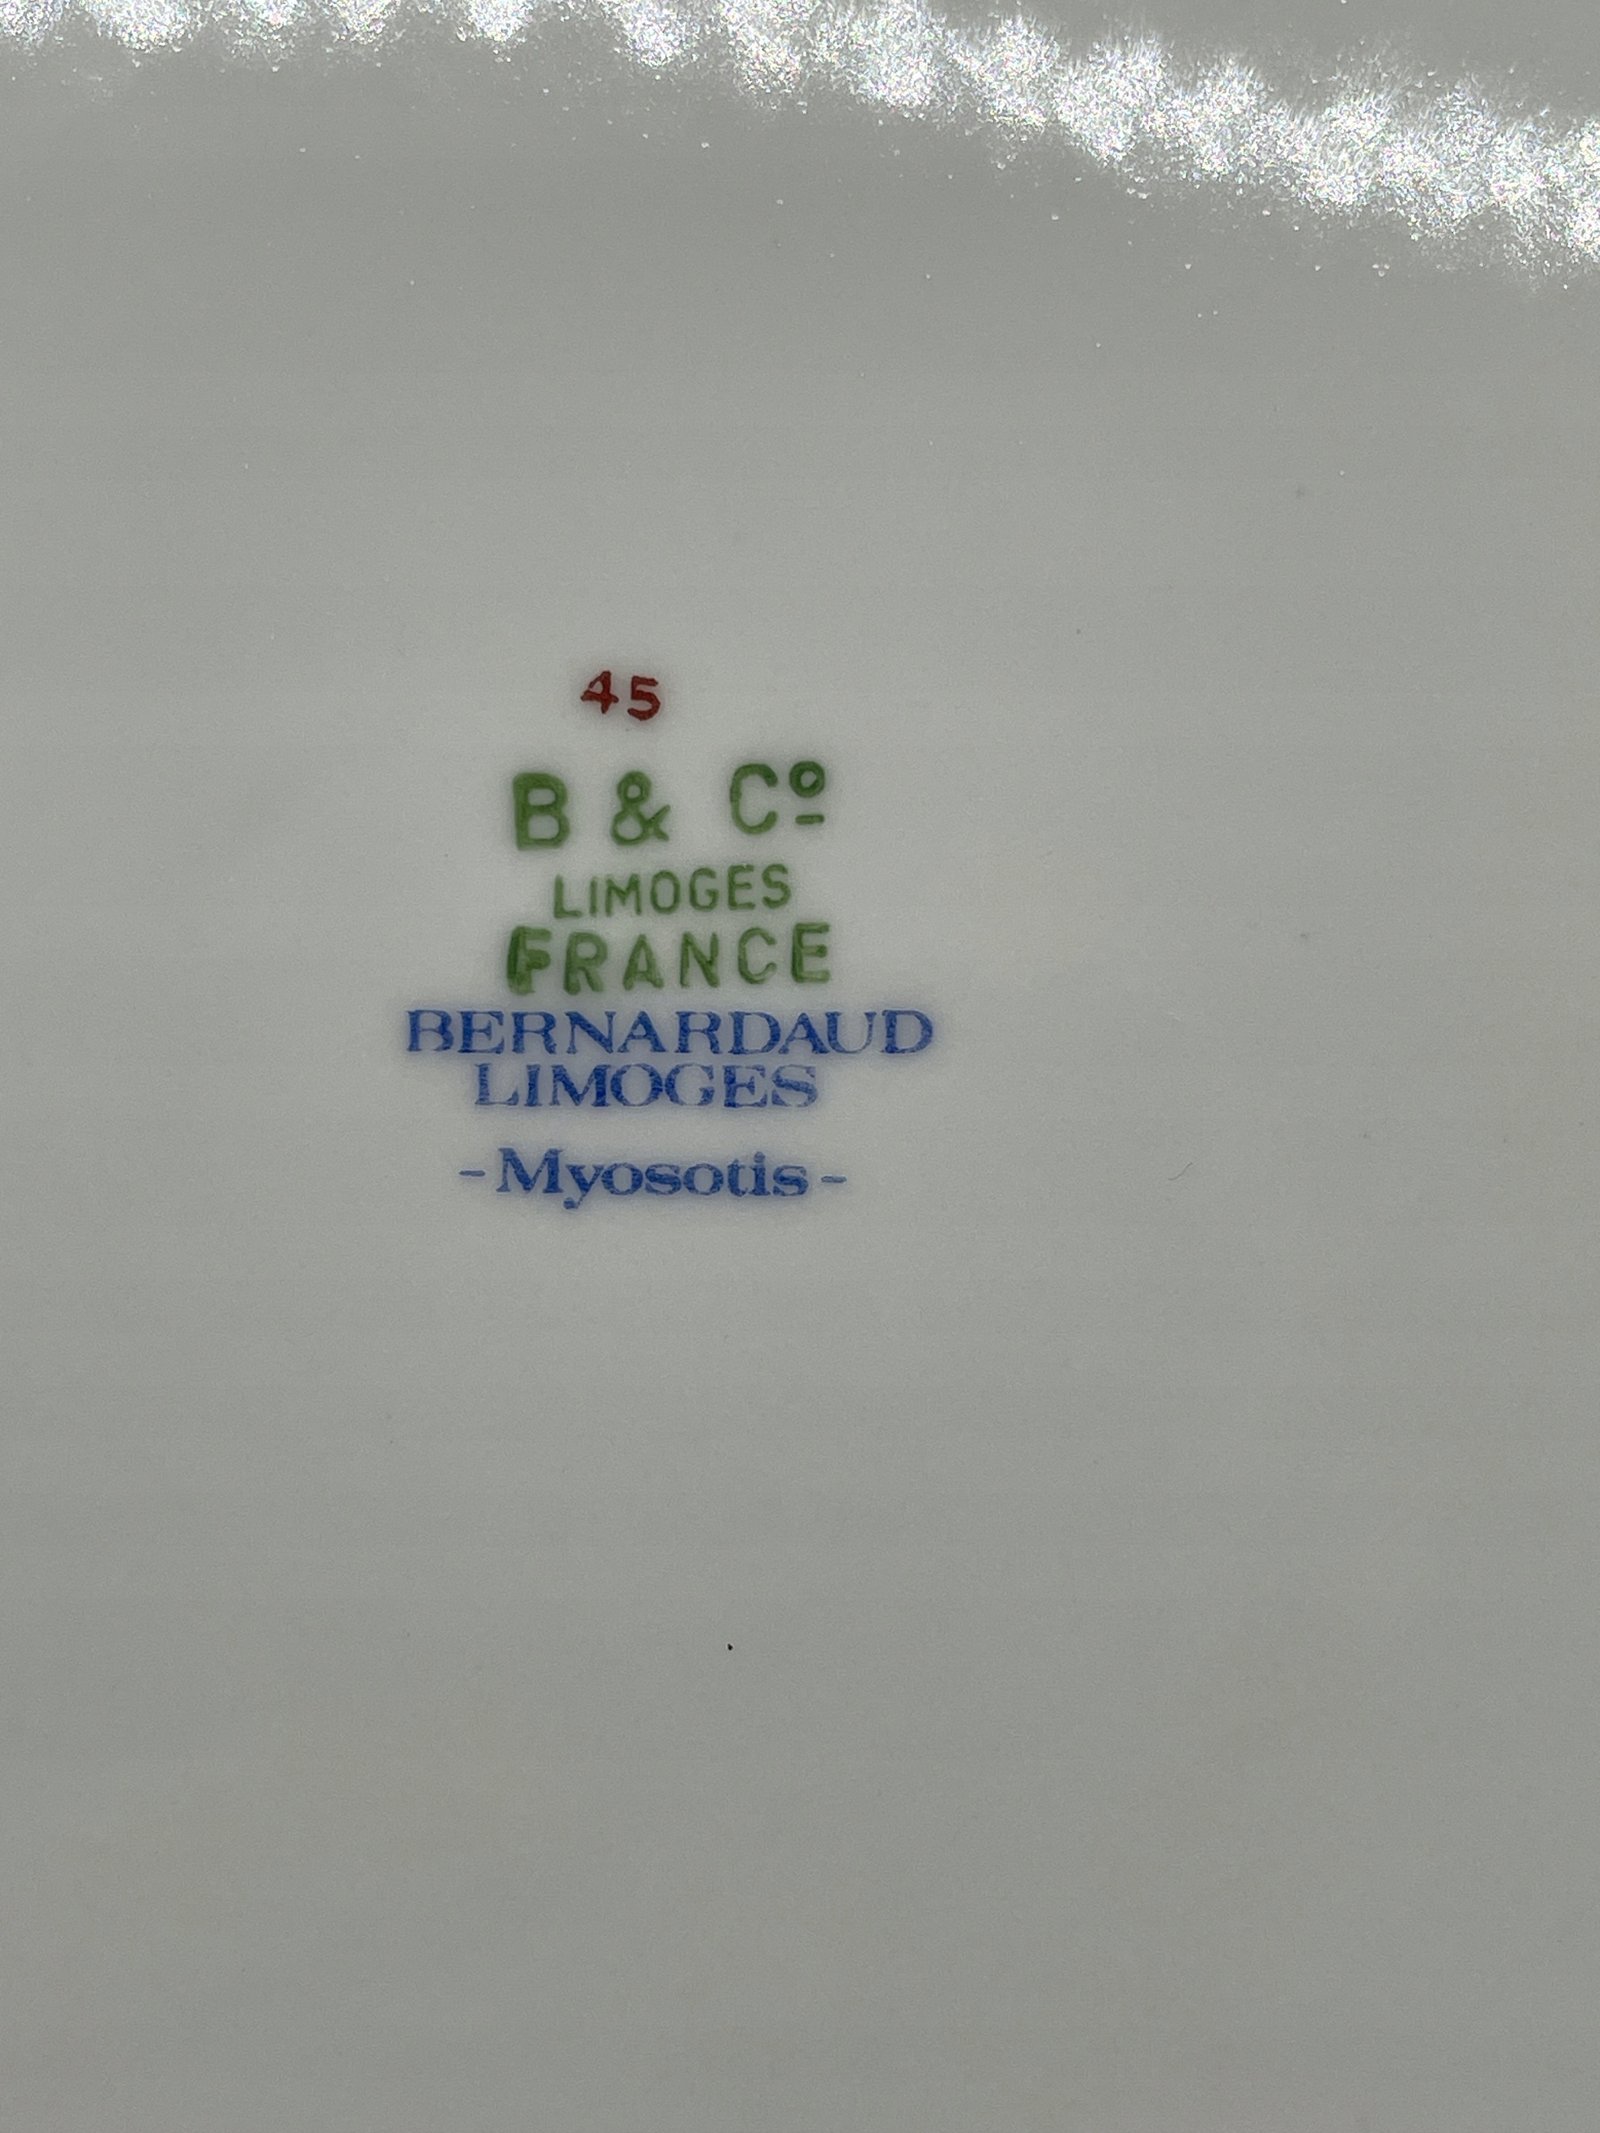 45
B & Cº
LIMOGES
FRANCE
BERNARDAUD
LIMOGES
-Myosotis-